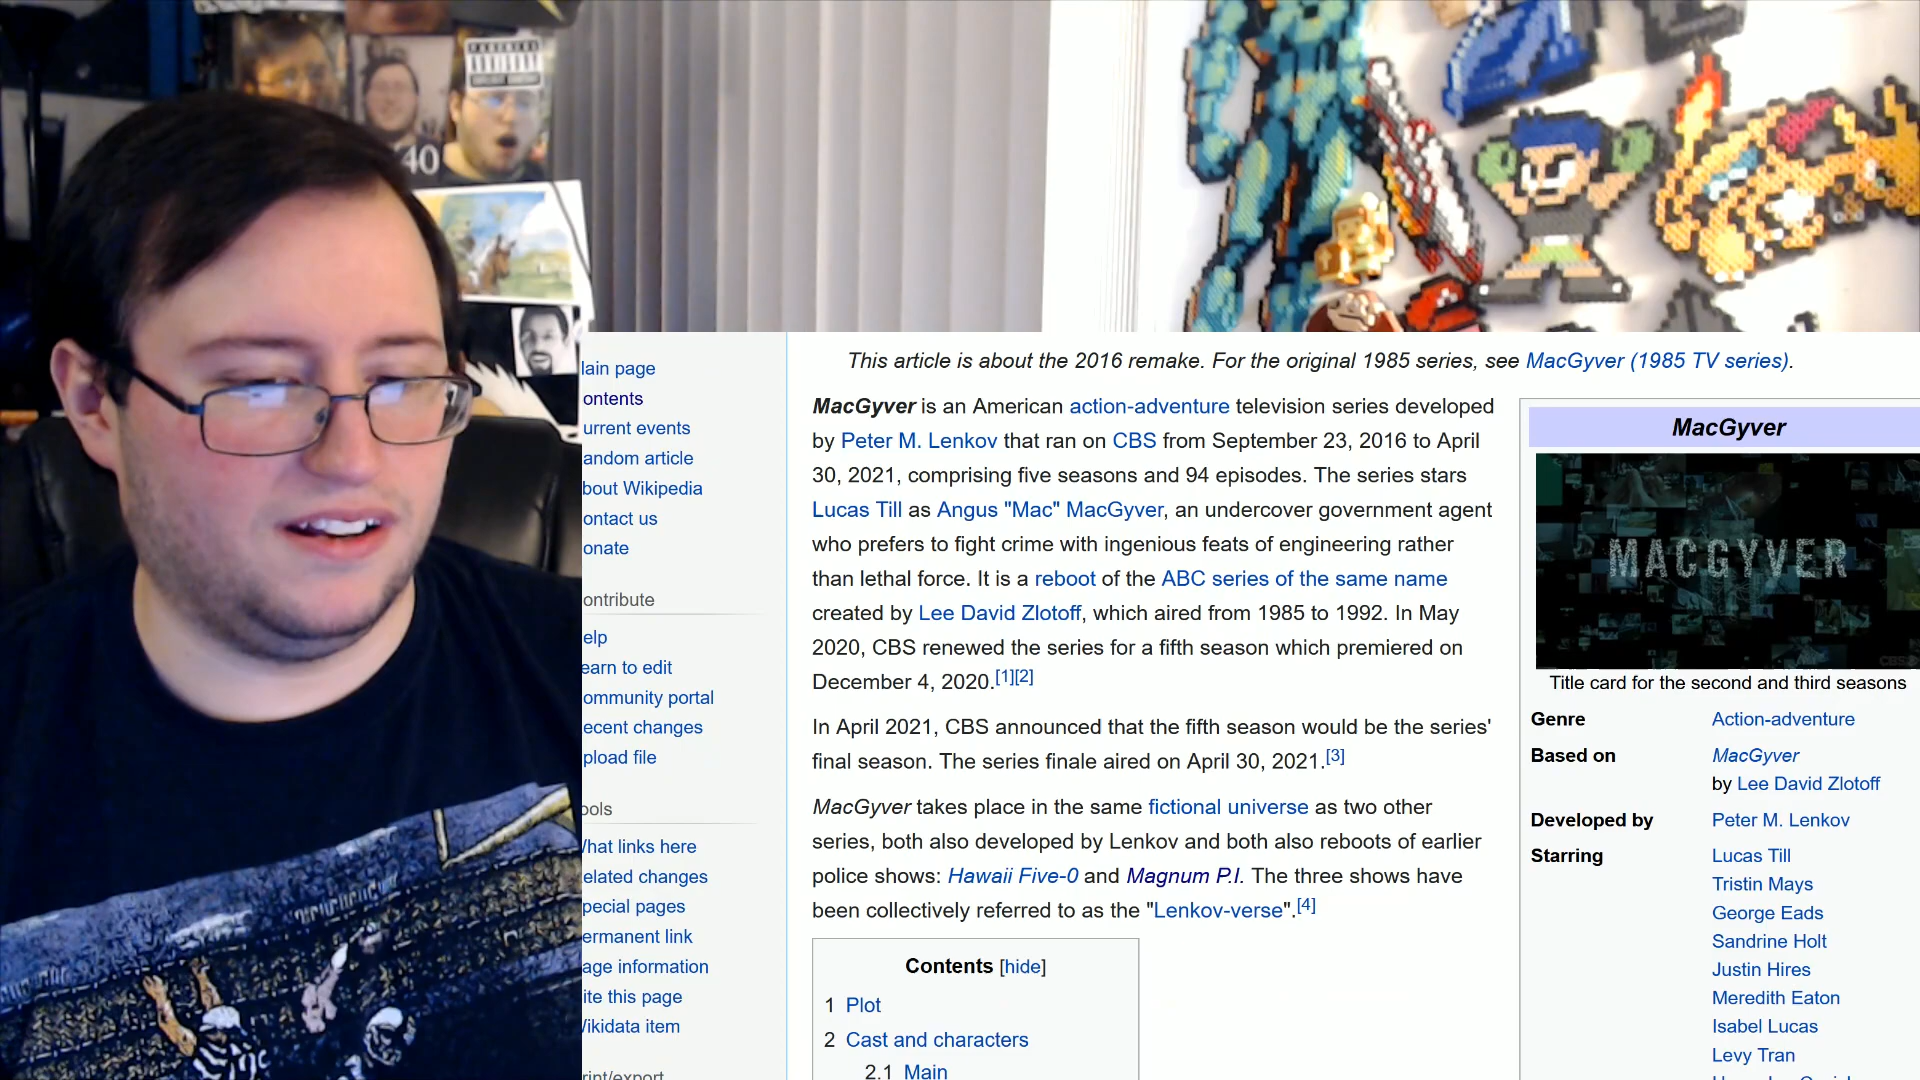 PARENTAL
ADVISORY
40
This article is about the 2016 remake. For the original 1985 series, see MacGyver (1985 TV series).
lain page
ontents
urrent events
andom article
bout Wikipedia
ontact us
onate
ontribute
elp
earn to edit
ommunity portal
ecent changes
pload file
ools
hat links here
elated changes
pecial pages
ermanent link
age information
ite this page
ikidata item
rint/export
MacGyver is an American action-adventure television series developed
by Peter M. Lenkov that ran on CBS from September 23, 2016 to April
30, 2021, comprising five seasons and 94 episodes. The series stars
Lucas Till as Angus "Mac" MacGyver, an undercover government agent
who prefers to fight crime with ingenious feats of engineering rather
than lethal force. It is a reboot of the ABC series of the same name
created by Lee David Zlotoff, which aired from 1985 to 1992. In May
2020, CBS renewed the series for a fifth season which premiered on
December 4, 2020.[1][2]
In April 2021, CBS announced that the fifth season would be the series'
final season. The series finale aired on April 30, 2021.[3]
MacGyver takes place in the same fictional universe as two other
series, both also developed by Lenkov and both also reboots of earlier
police shows: Hawaii Five-0 and Magnum P.I. The three shows have
been collectively referred to as the "Lenkov-verse".[4]
Contents [hide]
1 Plot
2 Cast and characters
2.1 Main
MacGyver
MACGYVER
CBS
Title card for the second and third seasons
Genre Action-adventure
Based on MacGyver
by Lee David Zlotoff
Developed by Peter M. Lenkov
Starring Lucas Till
Tristin Mays
George Eads
Sandrine Holt
Justin Hires
Meredith Eaton
Isabel Lucas
Levy Tran